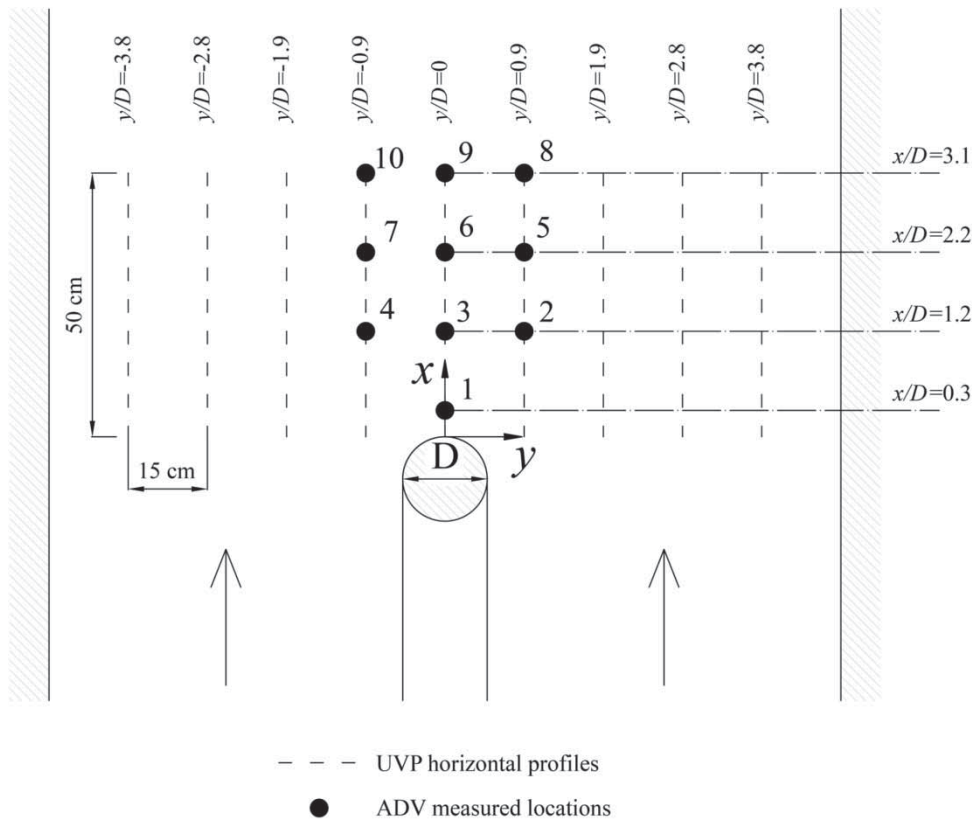 y/D=-3.8
y/D=-2.8
y/D=-1.9
y/D=-0.9
y/D=0
y/D=0.9
y/D=1.9
y/D=2.8
y/D=3.8
10 9 8 x/D=3.1
7 6 5 x/D=2.2
50 cm
4 3 2 x/D=1.2
x 1 x/D=0.3
15 cm D y
UVP horizontal profiles
ADV measured locations